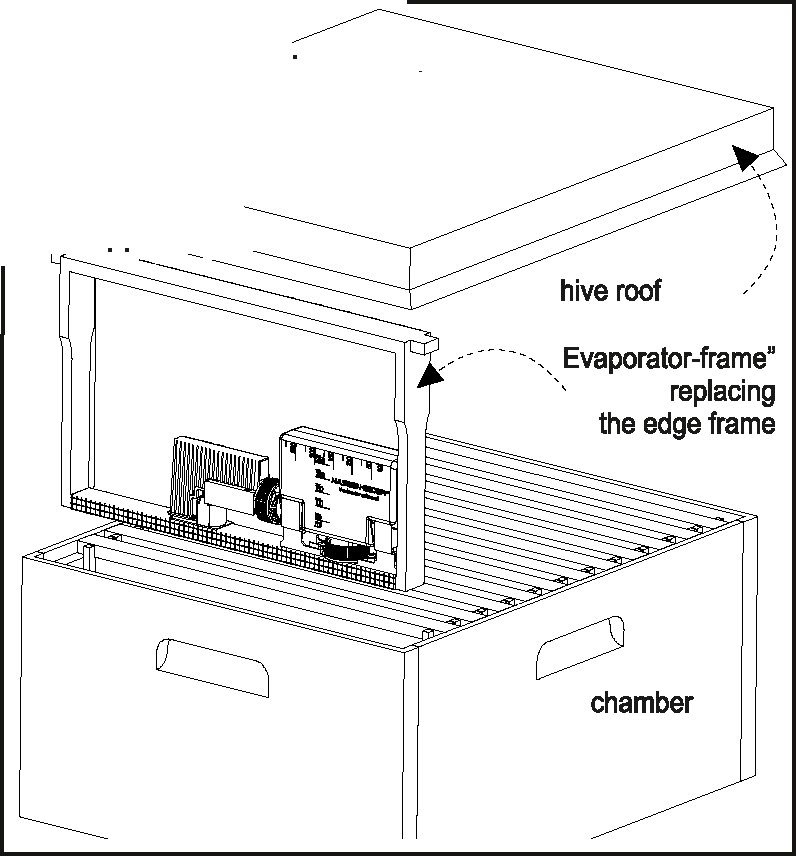 hive roof
Evaporator-frame”
replacing
the edge frame
chamber